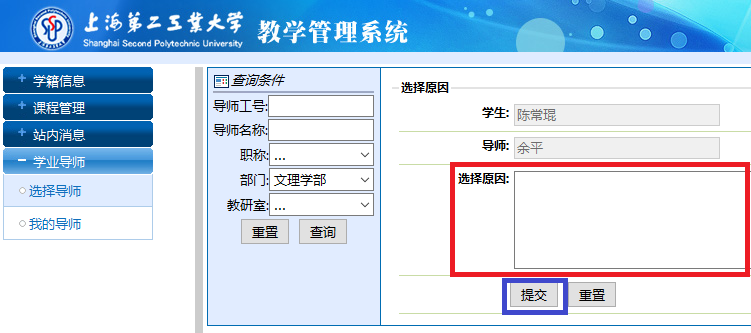 上海第二工业大学
Shanghai Second Polytechnic University
教学管理系统
学籍信息
课程管理
站内消息
学业导师
选择导师
我的导师
查询条件
导师工号:
导师名称:
职称: ...
部门: 文理学部
教研室: ...
重置 查询
选择原因
学生: 陈常琨
导师: 余平
选择原因:
提交 重置